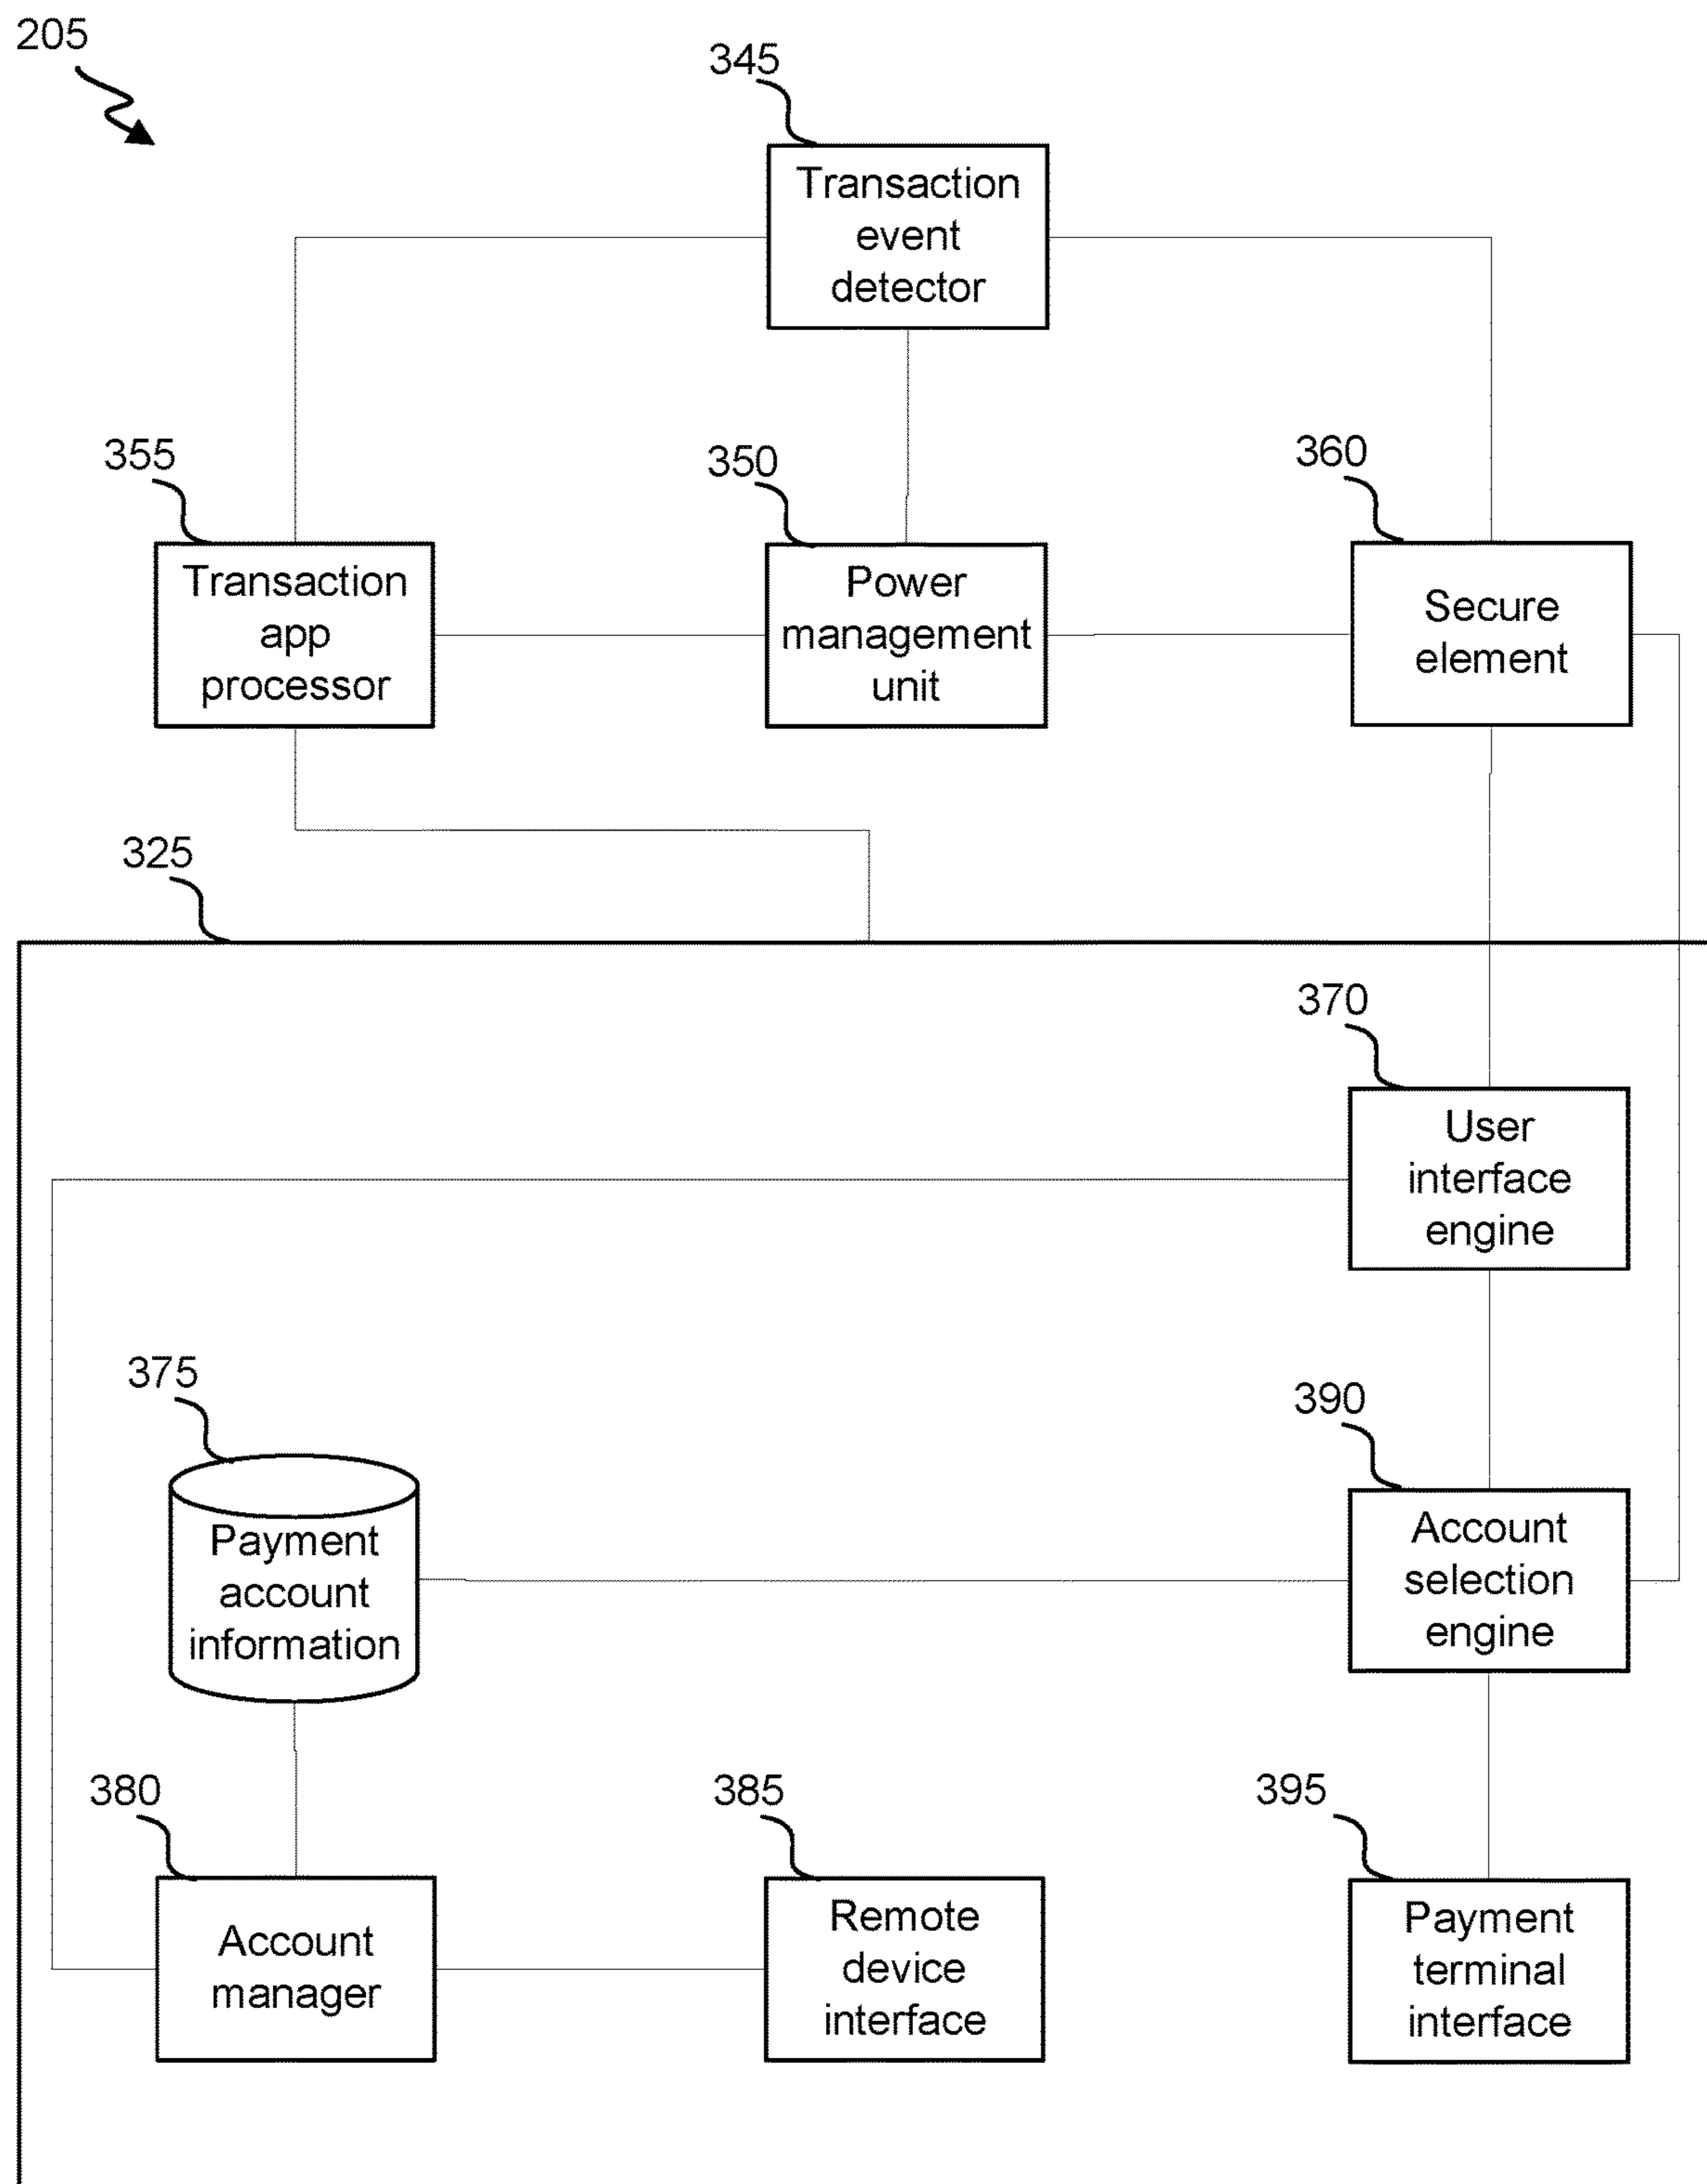 205
345
Transaction
event
detector
355
350
360
Transaction
app
processor
Power
management
unit
Secure
element
325
370
User
interface
engine
375
390
Payment
account
information
Account
selection
engine
380
385
395
Account
manager
Remote
device
interface
Payment
terminal
interface